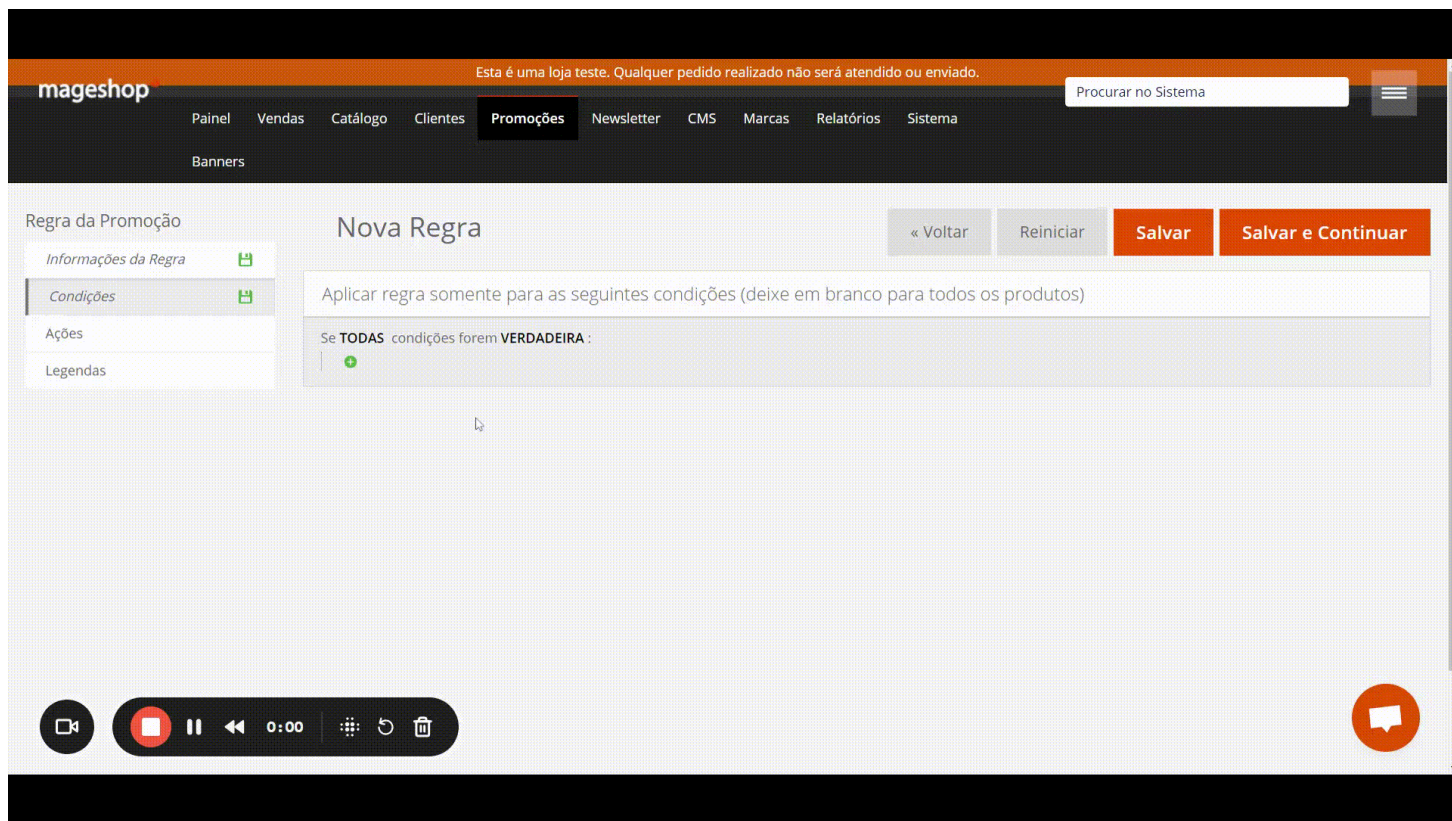 Esta é uma loja teste. Qualquer pedido realizado não será atendido ou enviado.
mageshop
Procurar no Sistema
Painel Vendas Catálogo Clientes Promoções Newsletter CMS Marcas Relatórios Sistema
Banners
Regra da Promoção
Informações da Regra
Condições
Ações
Legendas
Nova Regra
« Voltar Reiniciar Salvar Salvar e Continuar
Aplicar regra somente para as seguintes condições (deixe em branco para todos os produtos)
Se TODAS condições forem VERDADEIRA :
0:00